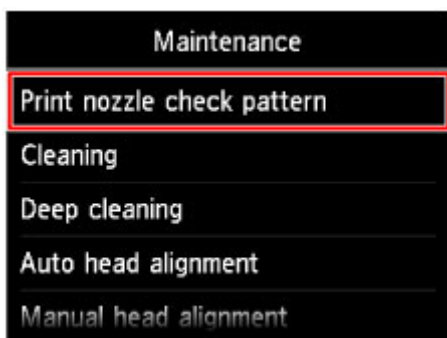 Maintenance
Print nozzle check pattern
Cleaning
Deep cleaning
Auto head alignment
Manual head alignment